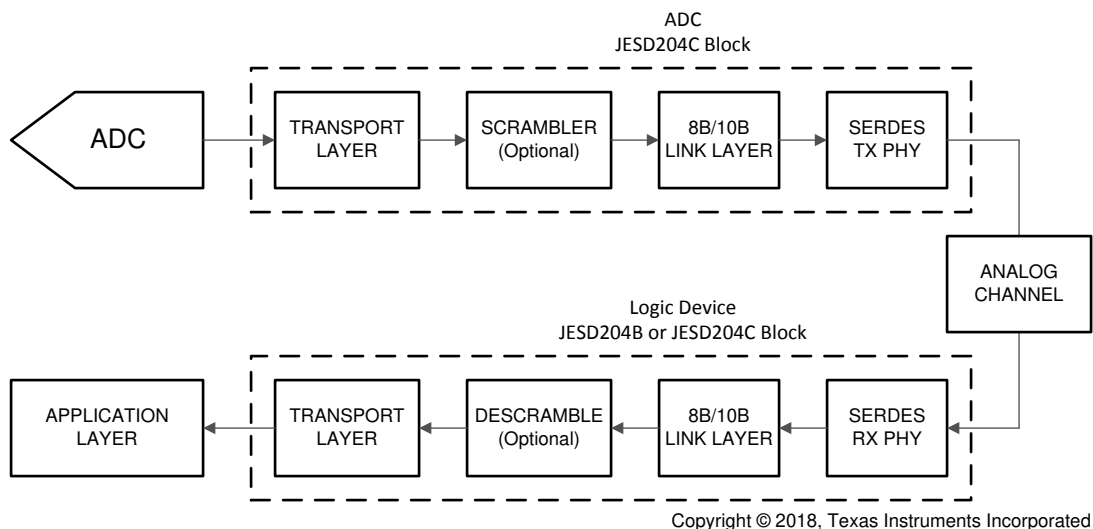 ADC
JESD204C Block
ADC
TRANSPORT
LAYER
SCRAMBLER
(Optional)
8B/10B
LINK LAYER
SERDES
TX PHY
ANALOG
CHANNEL
Logic Device
JESD204B or JESD204C Block
APPLICATION
LAYER
TRANSPORT
LAYER
DESCRAMBLE
(Optional)
8B/10B
LINK LAYER
SERDES
RX PHY
Copyright © 2018, Texas Instruments Incorporated